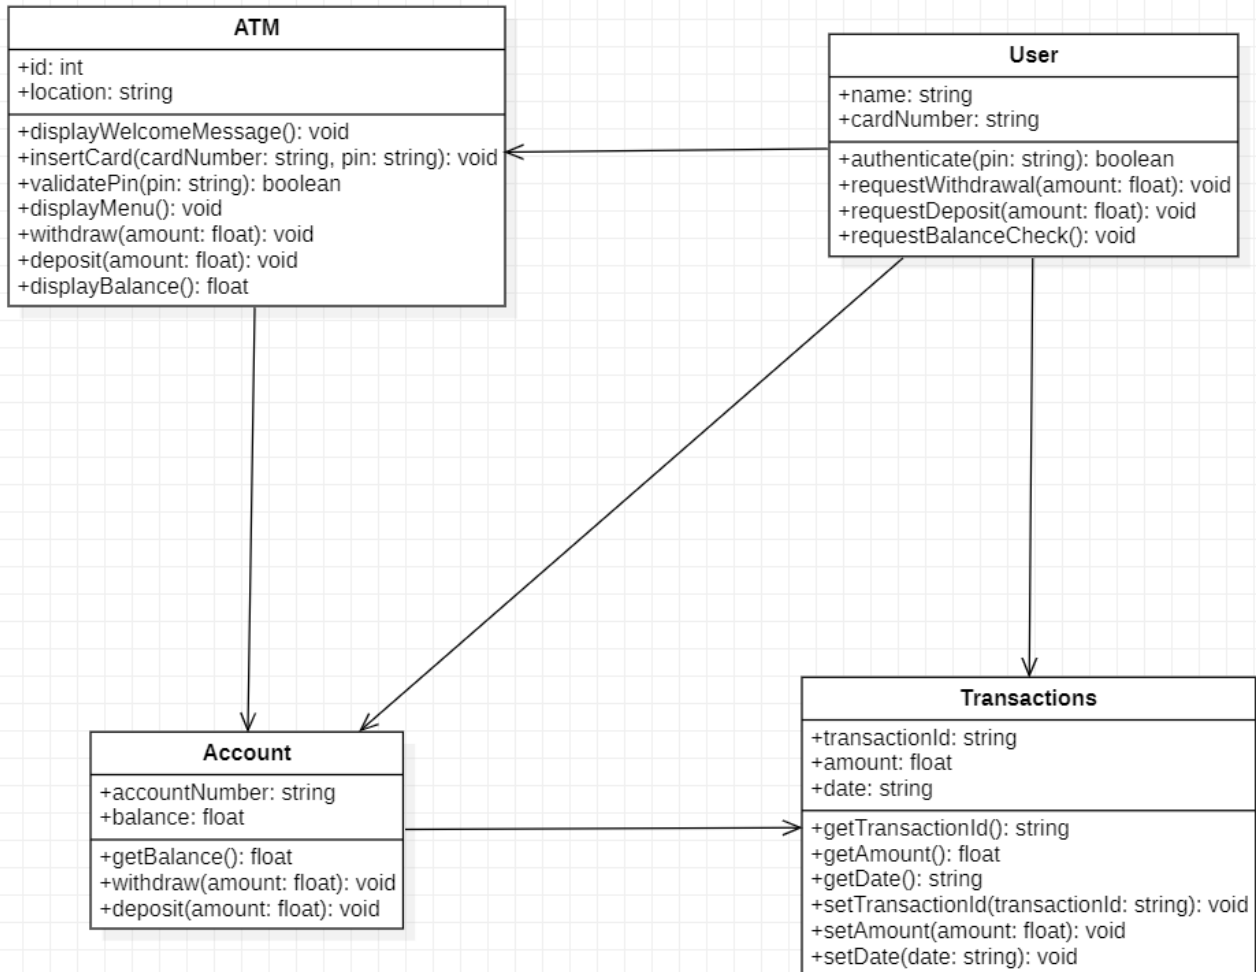 ATM
+id: int
+location: string
+displayWelcomeMessage(): void
+insertCard(cardNumber: string, pin: string): void
+validatePin(pin: string): boolean
+displayMenu(): void
+withdraw(amount: float): void
+deposit(amount: float): void
+displayBalance(): float
User
+name: string
+cardNumber: string
+authenticate(pin: string): boolean
+requestWithdrawal(amount: float): void
+requestDeposit(amount: float): void
+requestBalanceCheck(): void
Account
+accountNumber: string
+balance: float
+getBalance(): float
+withdraw(amount: float): void
+deposit(amount: float): void
Transactions
+transactionId: string
+amount: float
+date: string
+getTransactionId(): string
+getAmount(): float
+getDate(): string
+setTransactionId(transactionId: string): void
+setAmount(amount: float): void
+setDate(date: string): void